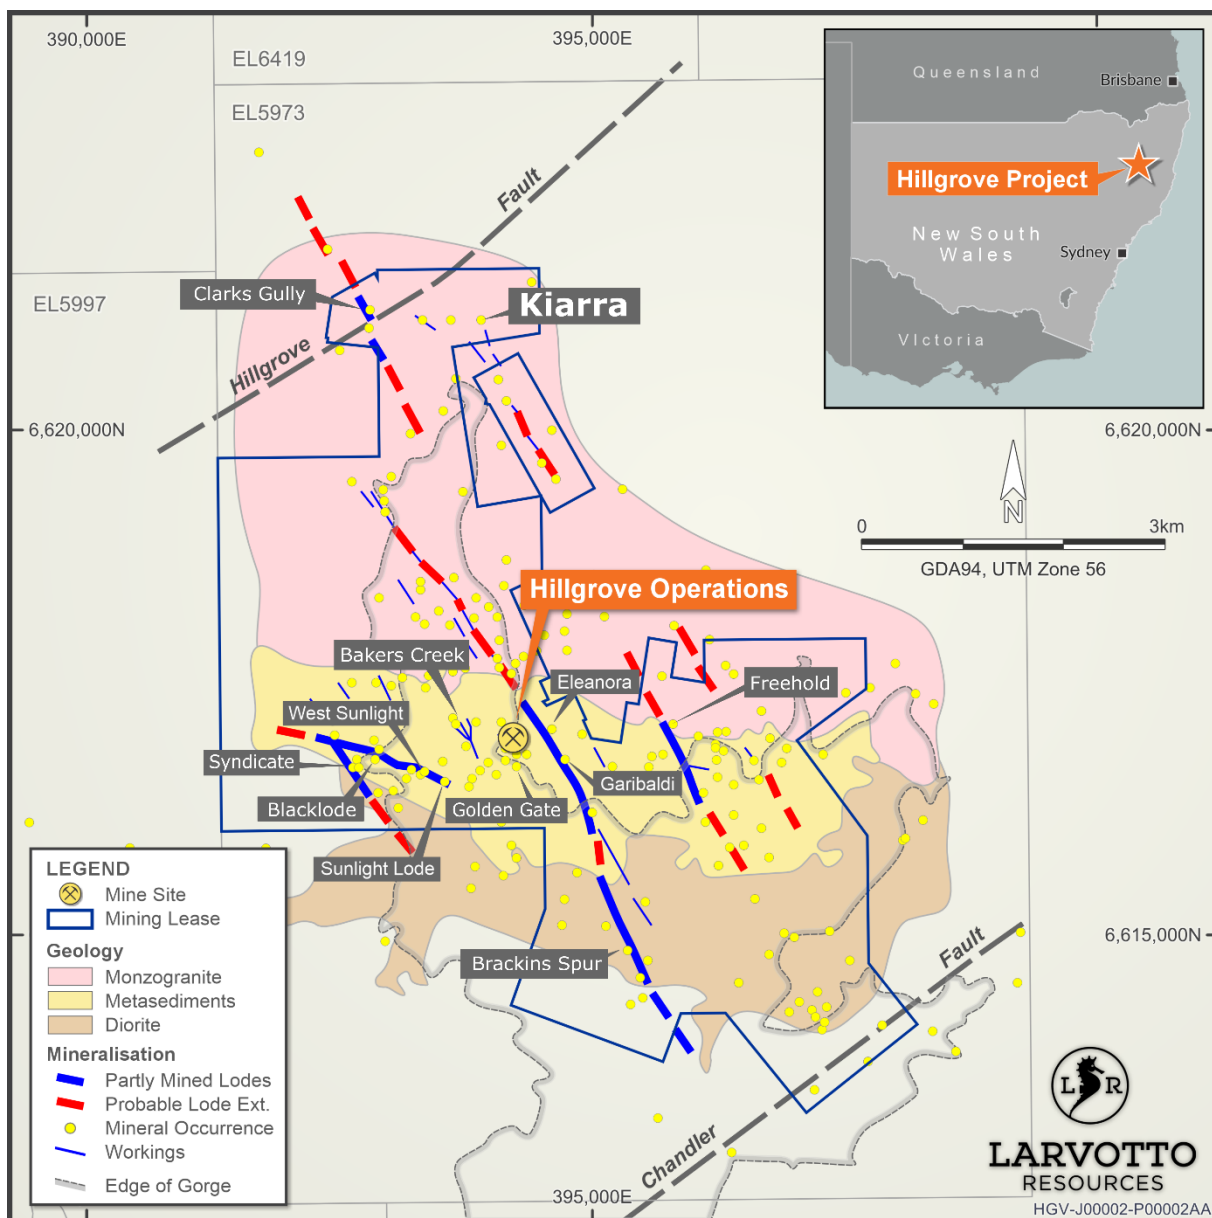 390,000E
395,000E
EL6419
EL5973
EL5997
Queensland
Brisbane
Hillgrove Project
New South
Wales
Sydney
VIctoria
Fault
Clarks Gully
Kiarra
Hillgrove
6,620,000N
6,620,000N
N
0
3km
GDA94, UTM Zone 56
Hillgrove Operations
Bakers Creek
Eleanora
Freehold
West Sunlight
Syndicate
Blacklode
Golden Gate
Garibaldi
Sunlight Lode
Brackins Spur
6,615,000N
Fault
Chandler
395,000E
LEGEND
Mine Site
Mining Lease
Geology
Monzogranite
Metasediments
Diorite
Mineralisation
Partly Mined Lodes
Probable Lode Ext.
Mineral Occurrence
Workings
Edge of Gorge
L R
LARVOTTO
RESOURCES
HGV-J00002-P00002AA